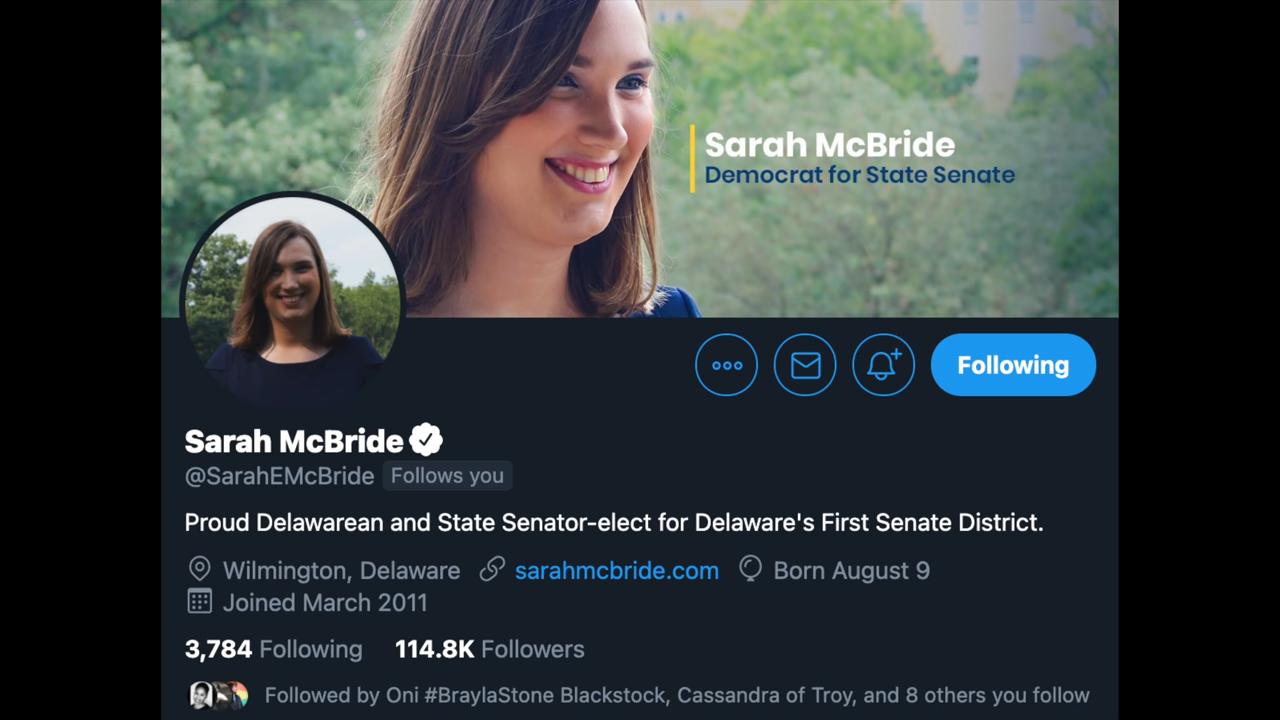 Sarah McBride
Democrat for State Senate
Following
Sarah McBride
@SarahEMcBride Follows you
Proud Delawarean and State Senator-elect for Delaware's First Senate District.
Wilmington, Delaware sarahmcbride.com Born August 9
Joined March 2011
3,784 Following 114.8K Followers
Followed by Oni #BraylaStone Blackstock, Cassandra of Troy, and 8 others you follow